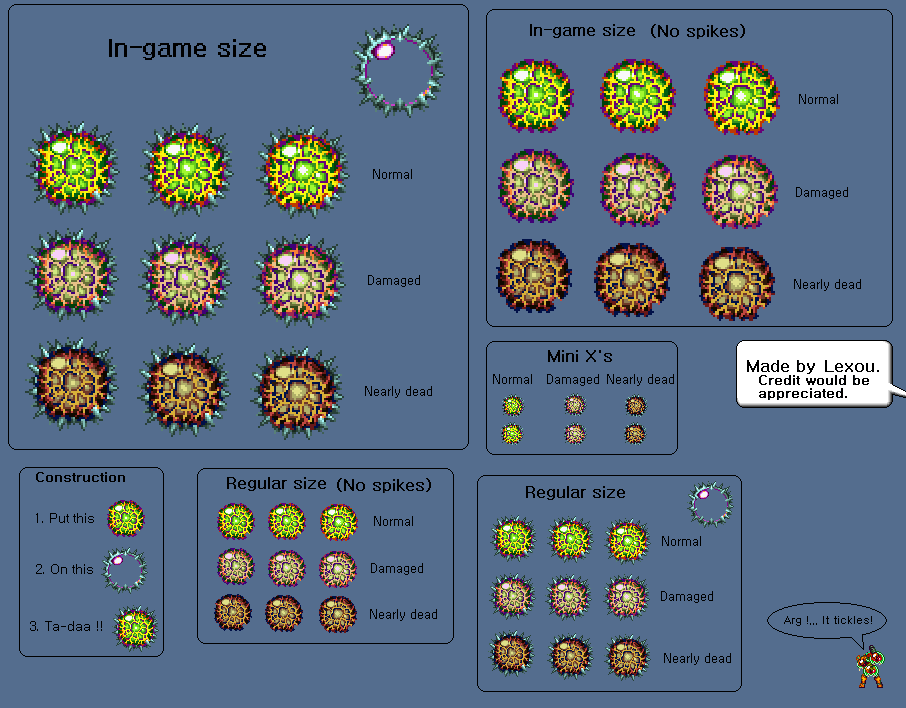 In-game size
Normal
Damaged
Nearly dead
In-game size (No spikes)
Normal
Damaged
Nearly dead
Mini X's
Normal Damaged Nearly dead
Made by Lexou.
Credit would be
appreciated.
Construction
1. Put this
2. On this
3. Ta-daa !!
Regular size (No spikes)
Normal
Damaged
Nearly dead
Regular size
Normal
Damaged
Nearly dead
Arg !... It tickles!